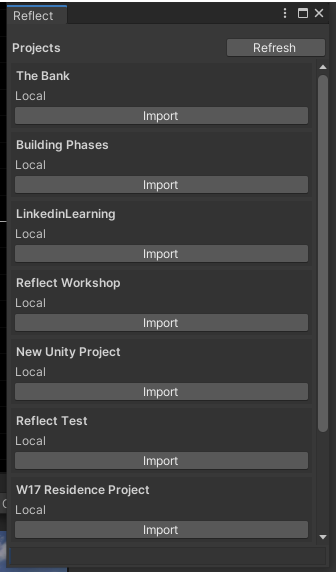 Reflect
Projects
Refresh
The Bank
Local
Import
Building Phases
Local
Import
LinkedinLearning
Local
Import
Reflect Workshop
Local
Import
New Unity Project
Local
Import
Reflect Test
Local
Import
W17 Residence Project
Local
Import